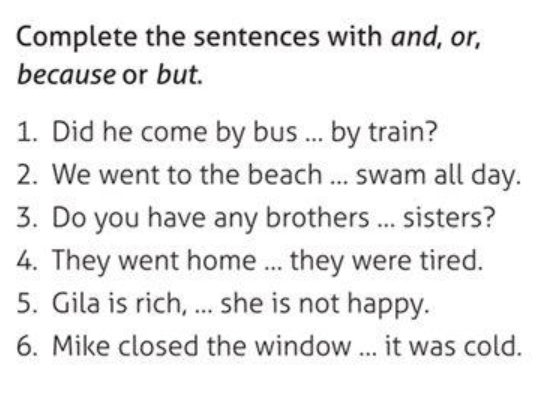 Complete the sentences with and, or,
because or but.
1. Did he come by bus ... by train?
2. We went to the beach ... swam all day.
3. Do you have any brothers ... sisters?
4. They went home ... they were tired.
5. Gila is rich, ... she is not happy.
6. Mike closed the window ... it was cold.